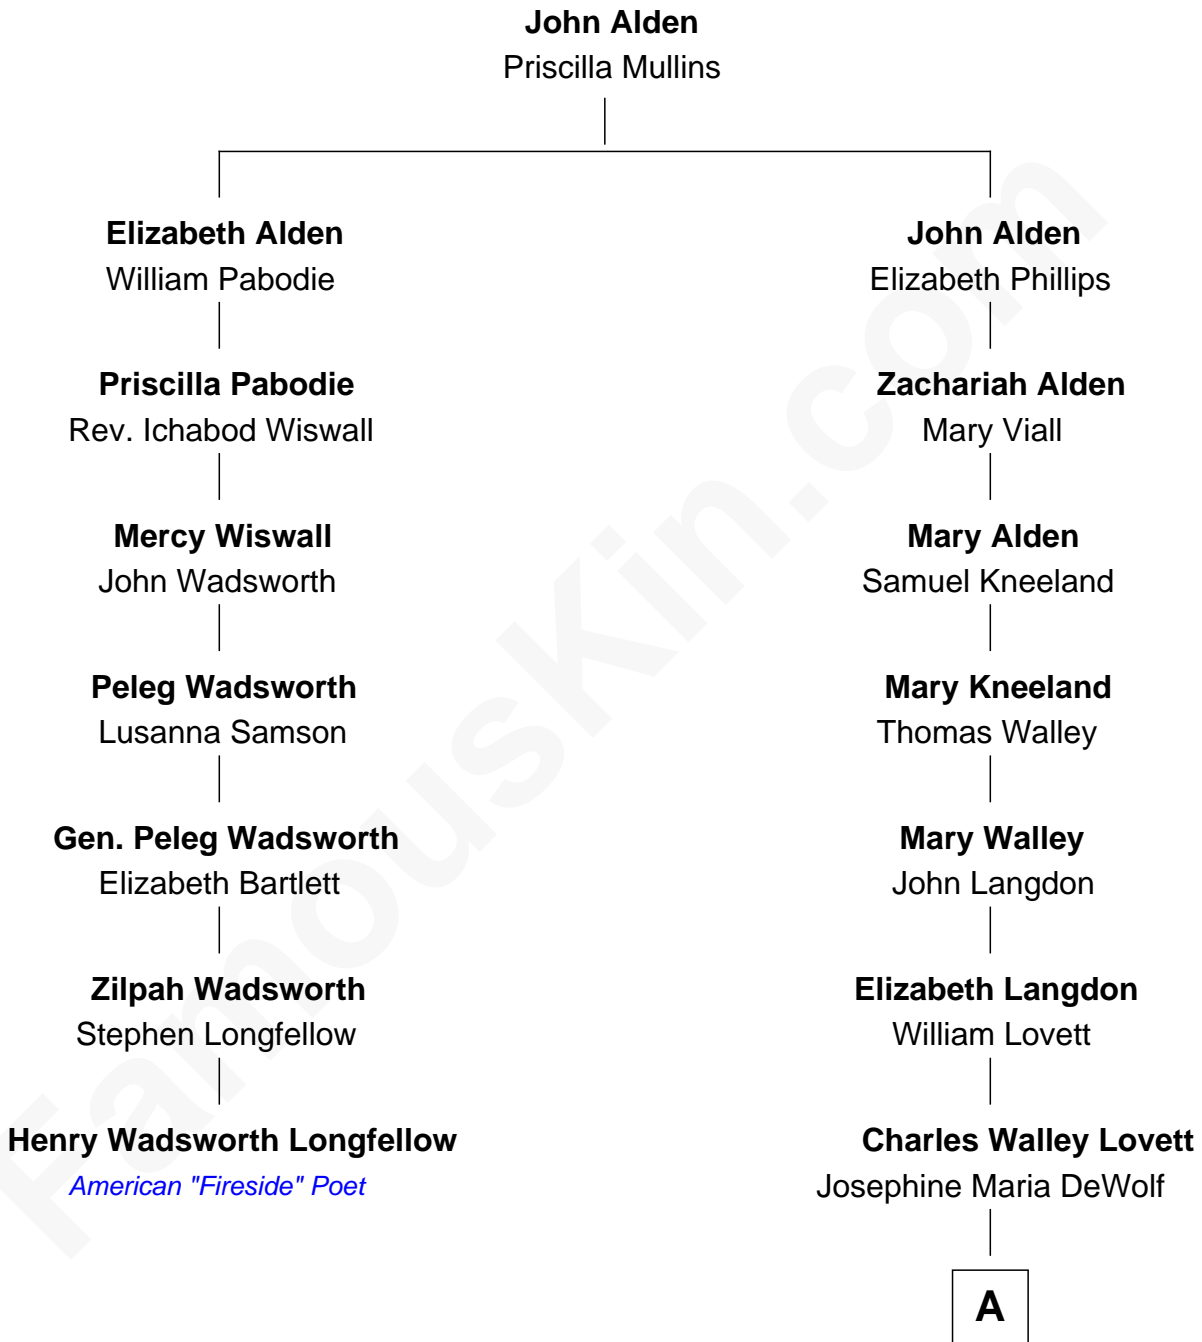 John Alden
Priscilla Mullins
Elizabeth Alden
William Pabodie
John Alden
Elizabeth Phillips
Priscilla Pabodie
Rev. Ichabod Wiswall
Zachariah Alden
Mary Viall
Mercy Wiswall
John Wadsworth
Mary Alden
Samuel Kneeland
Peleg Wadsworth
Lusanna Samson
Mary Kneeland
Thomas Walley
Gen. Peleg Wadsworth
Elizabeth Bartlett
Mary Walley
John Langdon
Zilpah Wadsworth
Stephen Longfellow
Elizabeth Langdon
William Lovett
Henry Wadsworth Longfellow
American "Fireside" Poet
Charles Walley Lovett
Josephine Maria DeWolf
A
FamousKin.com